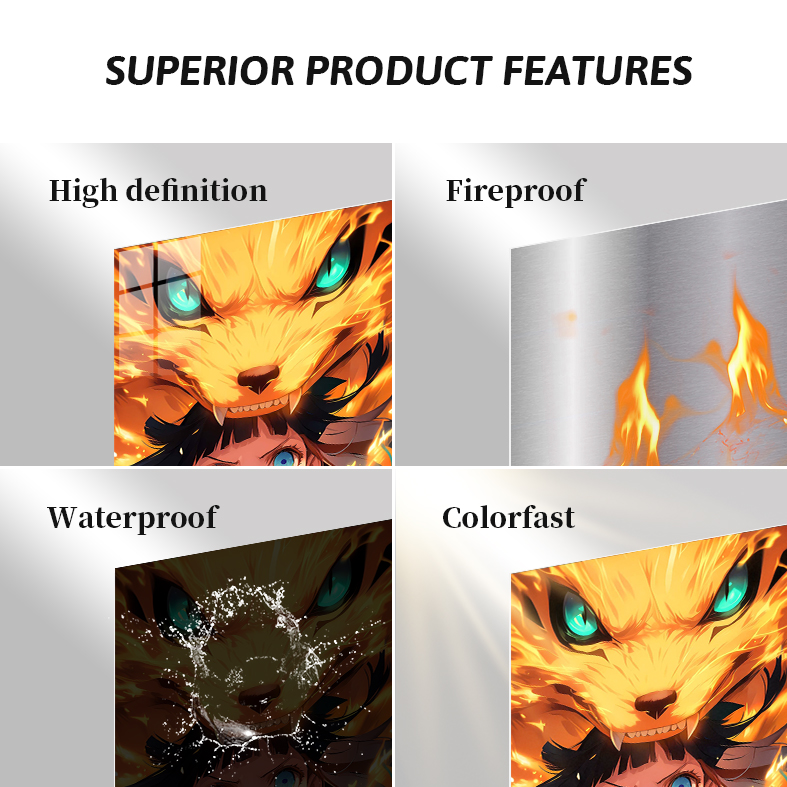 SUPERIOR PRODUCT FEATURES
High definition
Fireproof
Waterproof
Colorfast